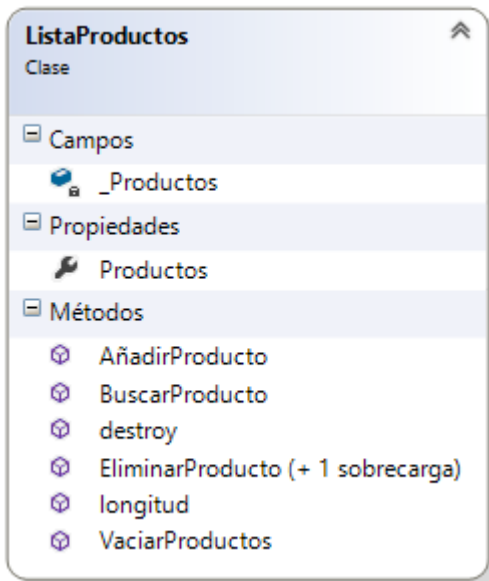 ListaProductos
Clase
Campos
_Productos
Propiedades
Productos
Métodos
AñadirProducto
BuscarProducto
destroy
EliminarProducto (+ 1 sobrecarga)
longitud
VaciarProductos